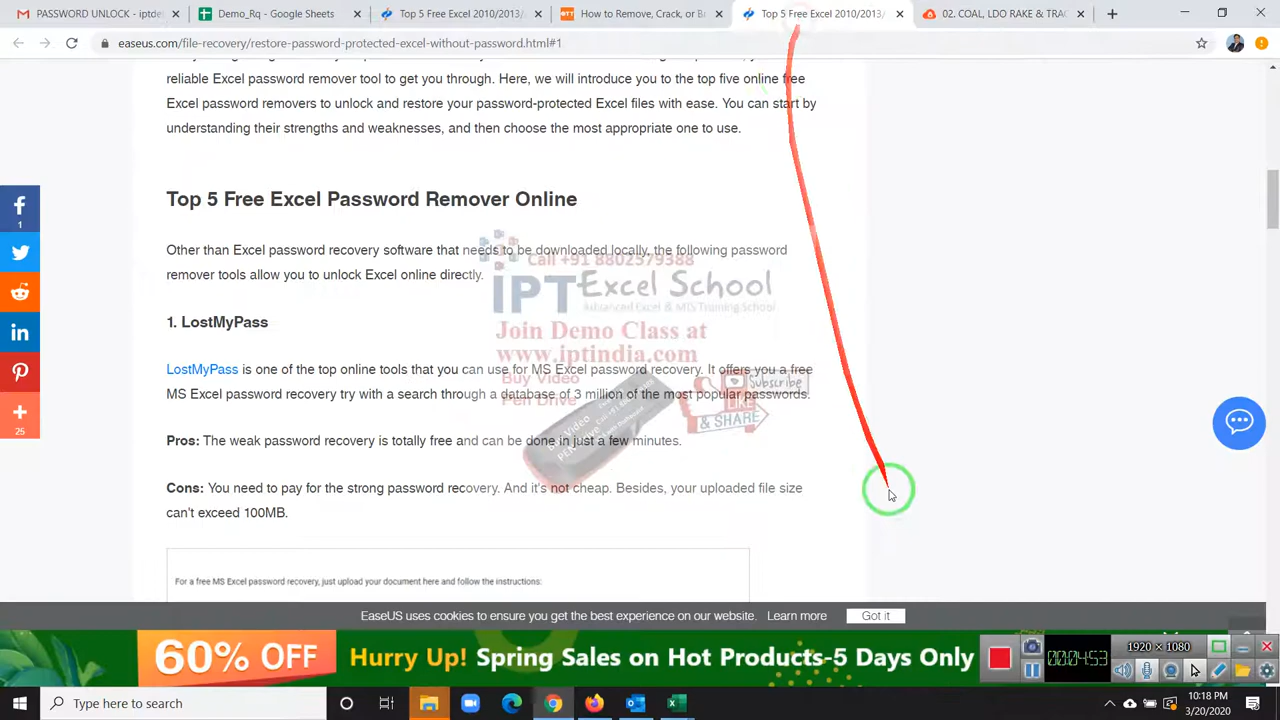 PASSWORD UNLOCK - iptde
Demo_Rq - Google Sheets
Top 5 Free Excel 2010/2013/
How to Remove, Crack, or Br
Top 5 Free Excel 2010/2013/
02. COAL, LDO RAKE & TRA
easeus.com/file-recovery/restore-password-protected-excel-without-password.html#1
reliable Excel password remover tool to get you through. Here, we will introduce you to the top five online free
Excel password removers to unlock and restore your password-protected Excel files with ease. You can start by
understanding their strengths and weaknesses, and then choose the most appropriate one to use.
Top 5 Free Excel Password Remover Online
Other than Excel password recovery software that needs to be downloaded locally, the following password
remover tools allow you to unlock Excel online directly.
Call +91 8802579388
IPT Excel School
Advanced Excel & MIS Training School
Join Demo Class at
www.iptindia.com
Buy Video
Pen Drive
Subscribe
LIKE
& SHARE
1. LostMyPass
LostMyPass is one of the top online tools that you can use for MS Excel password recovery. It offers you a free
MS Excel password recovery try with a search through a database of 3 million of the most popular passwords.
Pros: The weak password recovery is totally free and can be done in just a few minutes.
Cons: You need to pay for the strong password recovery. And it's not cheap. Besides, your uploaded file size
can't exceed 100MB.
For a free MS Excel password recovery, just upload your document here and follow the instructions:
1
25
EaseUS uses cookies to ensure you get the best experience on our website. Learn more Got it
60% OFF Hurry Up! Spring Sales on Hot Products-5 Days Only
1920 × 1080
00:04:53
Type here to search
10:18 PM
3/20/2020